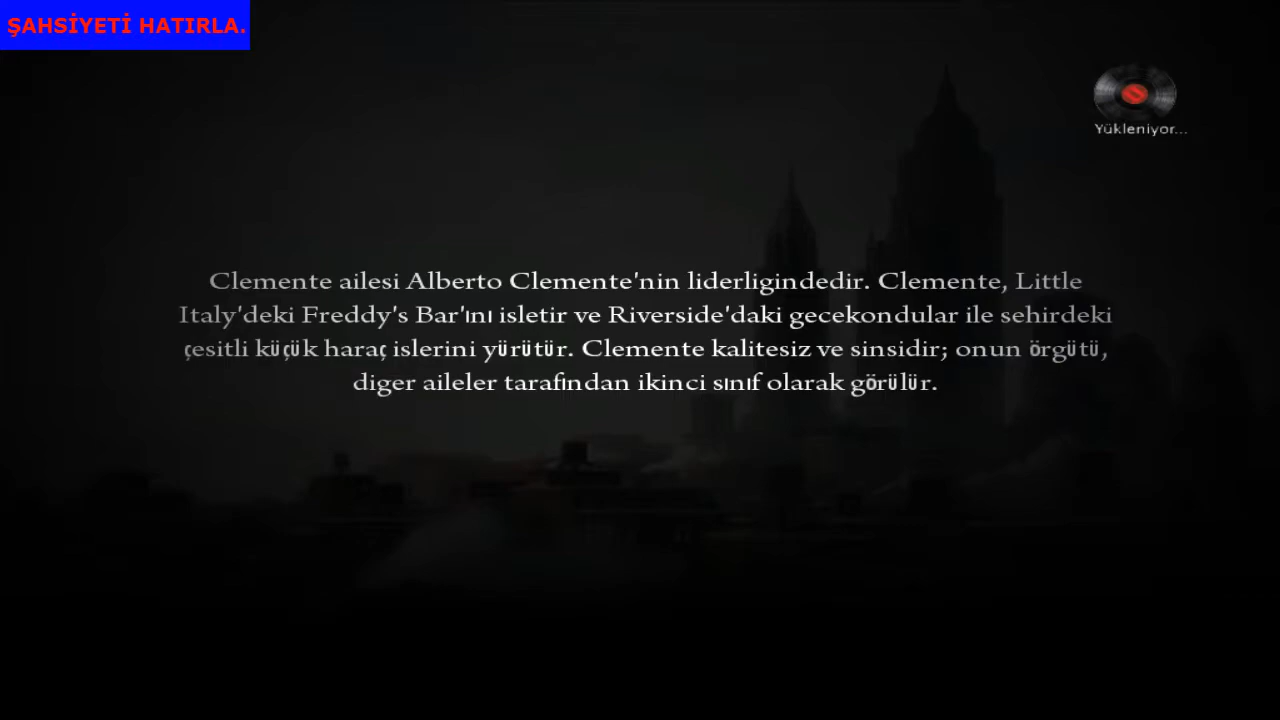 ŞAHSİYETİ HATIRLA.
Yükleniyor...
Clemente ailesi Alberto Clemente'nin liderligindedir. Clemente, Little
Italy'deki Freddy's Bar'ını isletir ve Riverside'daki gecekondular ile sehirdeki
çesitli küçük haraç islerini yürütür. Clemente kalitesiz ve sinsidir; onun örgütü,
diger aileler tarafından ikinci sınıf olarak görülür.